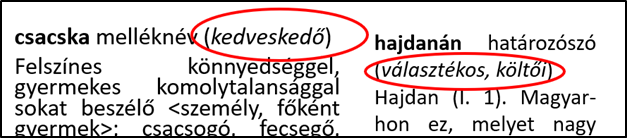 csacska melléknév (kedveskedő)
Felszínes könnyedséggel,
gyermekes komolytalansággal
sokat beszélő <személy, főként
gyermek>; csacsogó, fecsegő,
hajdanán határozószó
(választékos, költői)
Hajdan (l. 1). Magyar-
hon ez, melyet nagy